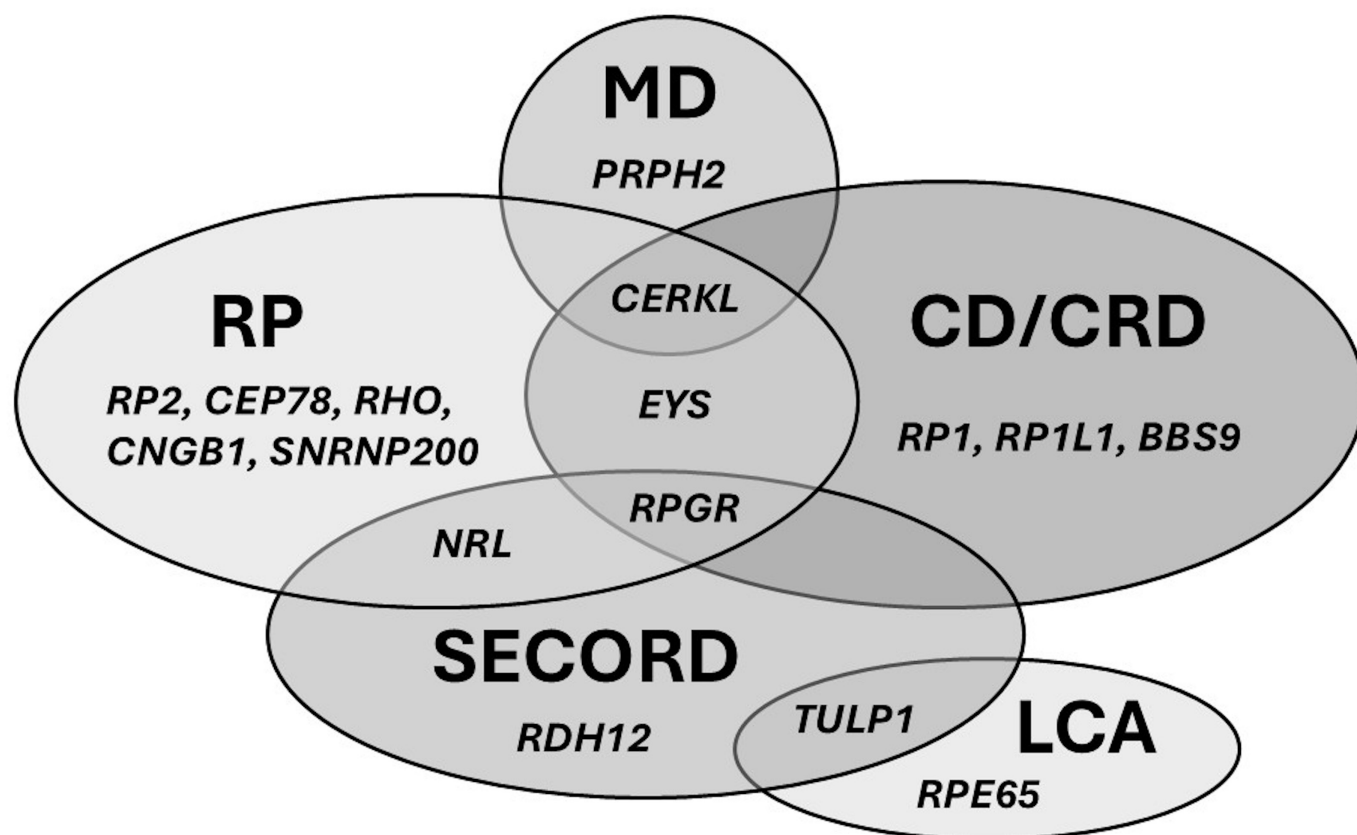 MD
PRPH2
CERKL
RP
CD/CRD
RP2, CEP78, RHO,
CNGB1, SNRNP200
EYS
RP1, RP1L1, BBS9
RPGR
NRL
SECORD
RDH12
TULP1
LCA
RPE65